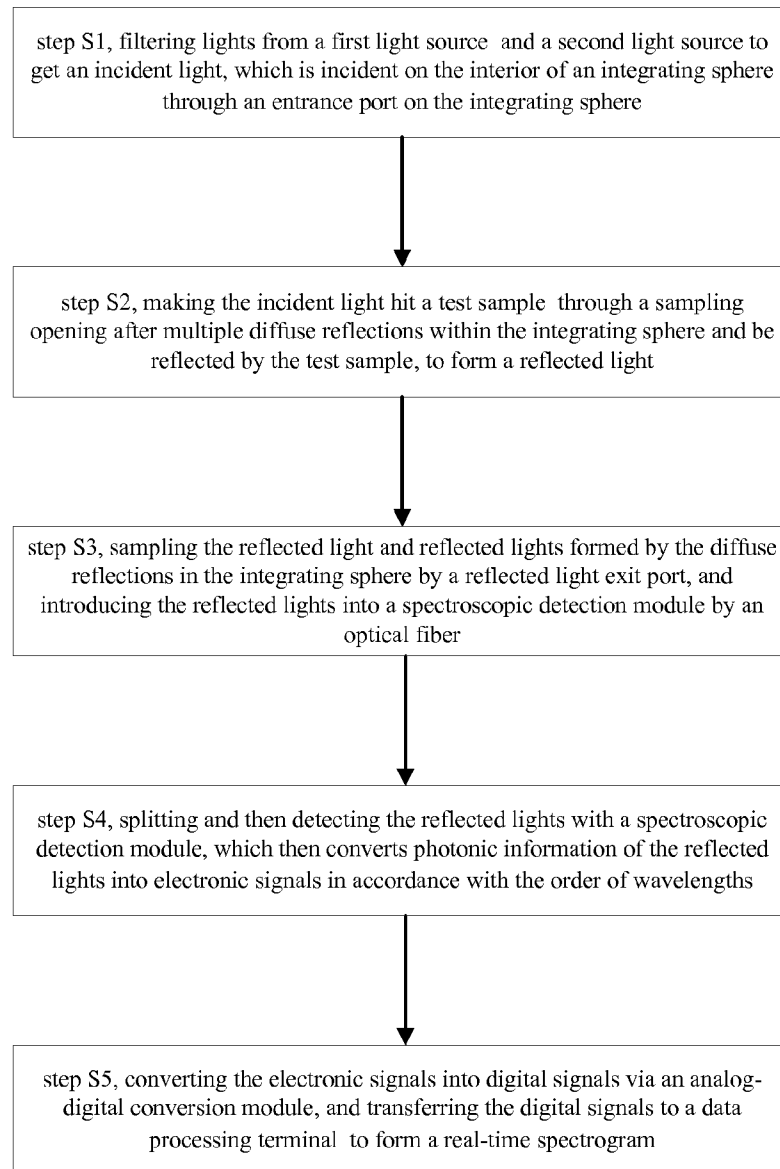 step S1, filtering lights from a first light source and a second light source to
get an incident light, which is incident on the interior of an integrating sphere
through an entrance port on the integrating sphere
step S2, making the incident light hit a test sample through a sampling
opening after multiple diffuse reflections within the integrating sphere and be
reflected by the test sample, to form a reflected light
step S3, sampling the reflected light and reflected lights formed by the diffuse
reflections in the integrating sphere by a reflected light exit port, and
introducing the reflected lights into a spectroscopic detection module by an
optical fiber
step S4, splitting and then detecting the reflected lights with a spectroscopic
detection module, which then converts photonic information of the reflected
lights into electronic signals in accordance with the order of wavelengths
step S5, converting the electronic signals into digital signals via an analog-
digital conversion module, and transferring the digital signals to a data
processing terminal to form a real-time spectrogram